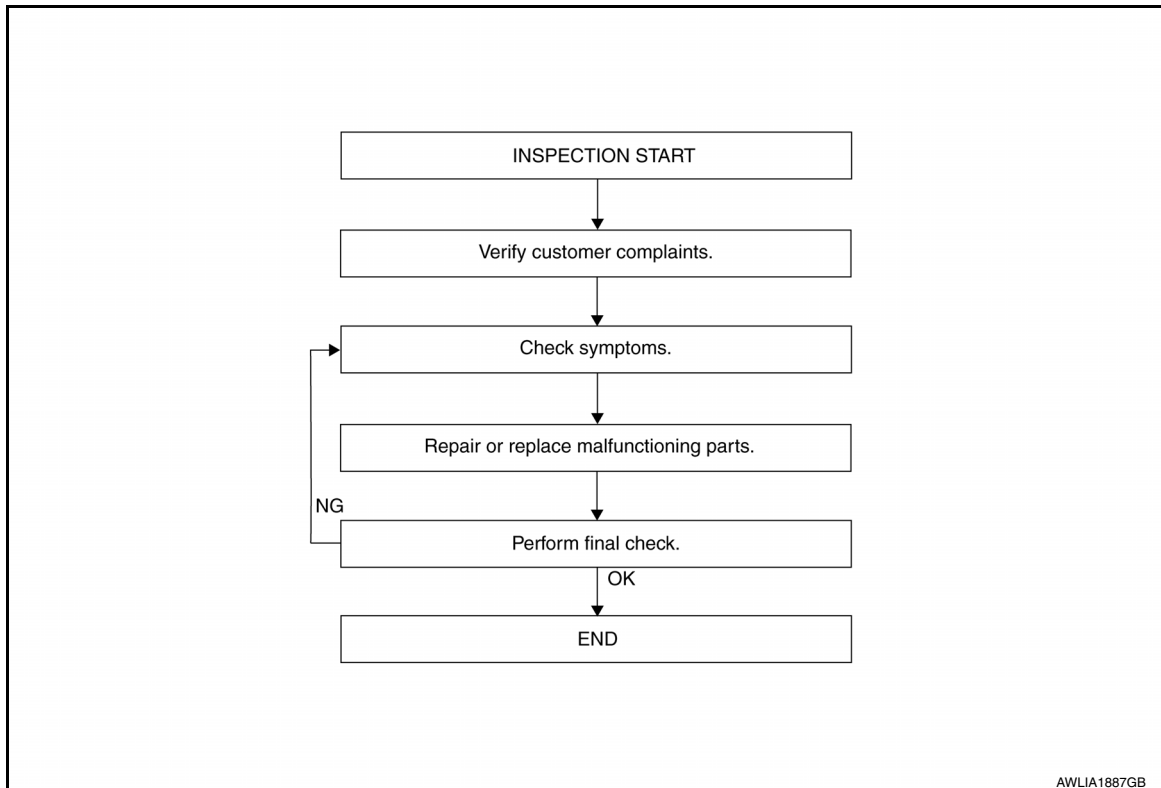 INSPECTION START
Verify customer complaints.
Check symptoms.
Repair or replace malfunctioning parts.
NG
Perform final check.
OK
END
AWLIA1887GB